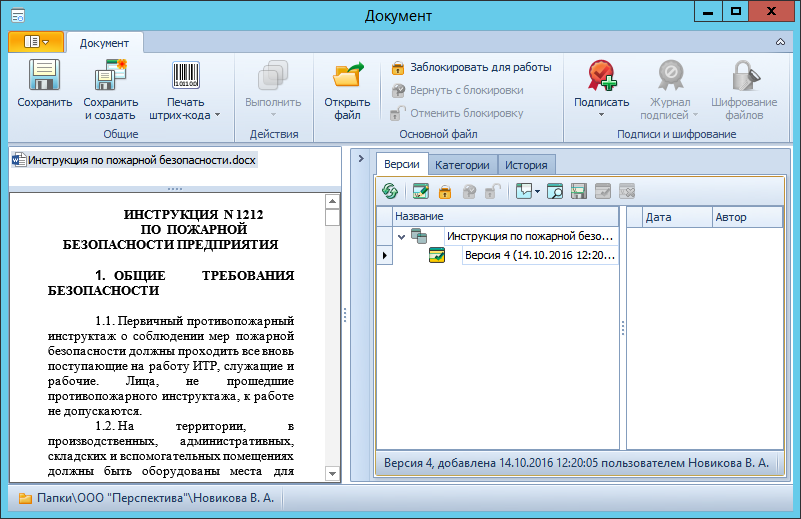 Документ
Документ
Сохранить
Сохранить
и создать
Печать
штрих-кода
Общие
Выполнить
Действия
Открыть
файл
Заблокировать для работы
Вернуть с блокировки
Отменить блокировку
Основной файл
Подписать
Журнал
подписей
Шифрование
файлов
Подписи и шифрование
Инструкция по пожарной безопасности.docx
ИНСТРУКЦИЯ N 1212
ПО ПОЖАРНОЙ
БЕЗОПАСНОСТИ ПРЕДПРИЯТИЯ
1. ОБЩИЕ ТРЕБОВАНИЯ
БЕЗОПАСНОСТИ
1.1. Первичный противопожарный
инструктаж о соблюдении мер пожарной
безопасности должны проходить все вновь
поступающие на работу ИТР, служащие и
рабочие. Лица, не прошедшие
противопожарного инструктажа, к работе
не допускаются.
1.2. На территории, в
производственных, административных,
складских и вспомогательных помещениях
должны быть оборудованы места для
Версии Категории История
Название
Инструкция по пожарной безо...
Версия 4 (14.10.2016 12:20...
Дата Автор
Версия 4, добавлена 14.10.2016 12:20:05 пользователем Новикова В. А.
Папки\ООО "Перспектива"\Новикова В. А.